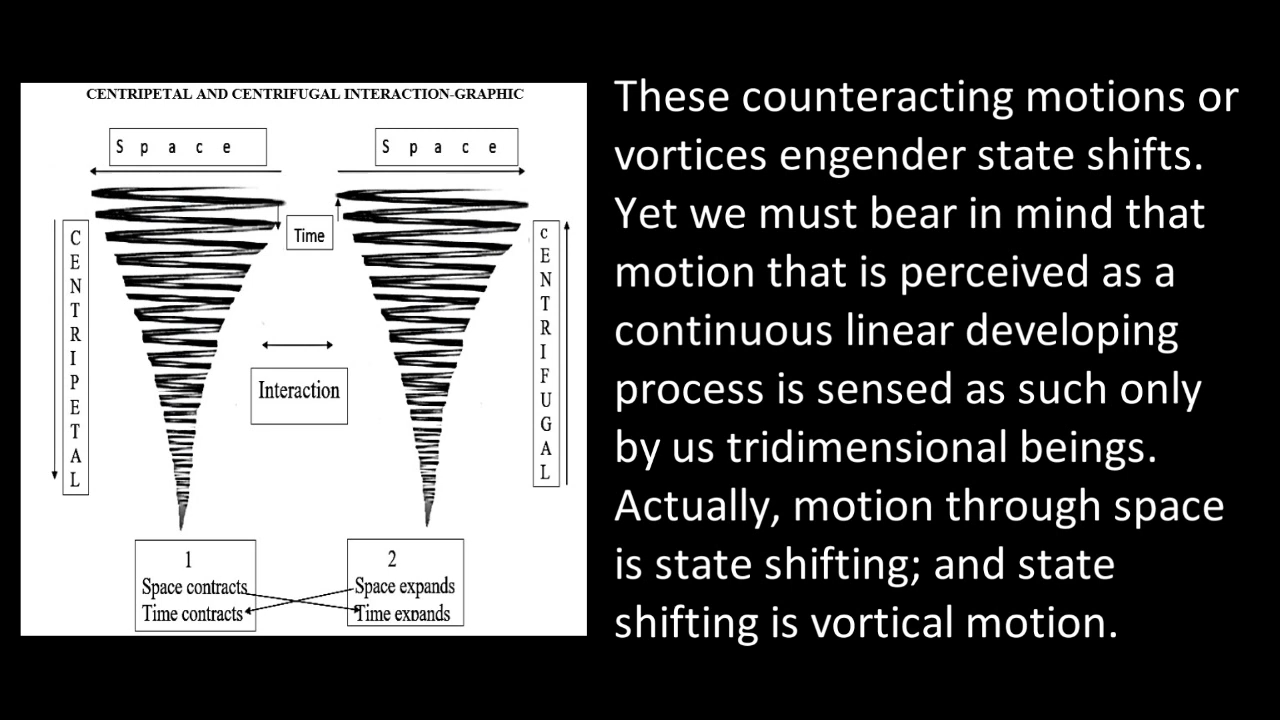 CENTRIPETAL AND CENTRIFUGAL INTERACTION-GRAPHIC
S p a c e
S p a c e
Time
CENTRIPETAL
cENTRIFUGAL
Interaction
1
Space contracts
Time contracts
2
Space expands
Time expands
These counteracting motions or
vortices engender state shifts.
Yet we must bear in mind that
motion that is perceived as a
continuous linear developing
process is sensed as such only
by us tridimensional beings.
Actually, motion through space
is state shifting; and state
shifting is vortical motion.